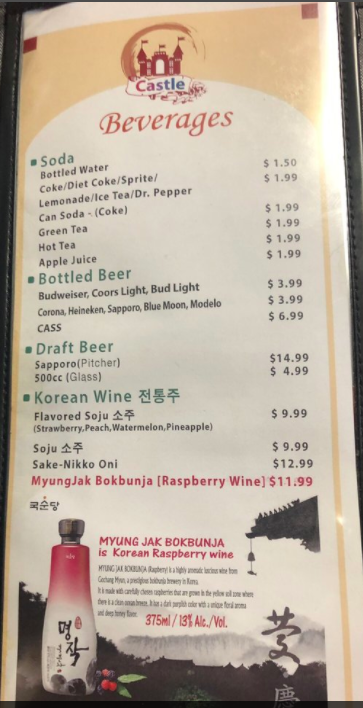 Castle
Beverages
Soda
Bottled Water $ 1.50
Coke/Diet Coke/Sprite/ $ 1.99
Lemonade/Ice Tea/Dr. Pepper
Can Soda - (Coke) $ 1.99
Green Tea $ 1.99
Hot Tea $ 1.99
Apple Juice $ 1.99
Bottled Beer
Budweiser, Coors Light, Bud Light $ 3.99
Corona, Heineken, Sapporo, Blue Moon, Modelo $ 3.99
CASS $ 6.99
Draft Beer
Sapporo(Pitcher) $14.99
500cc (Glass) $ 4.99
Korean Wine 전통주
Flavored Soju 소주 $ 9.99
(Strawberry,Peach,Watermelon,Pineapple)
Soju 소주 $ 9.99
Sake-Nikko Oni $12.99
MyungJak Bokbunja [Raspberry Wine] $11.99
국순당
MYUNG JAK BOKBUNJA
is Korean Raspberry wine
MYUNG JAK BOKBUNJA (Raspberry) is a highly aromatic luscious wine from
Gochang Myun, a prestigious bokbunja brewery in Korea.
It is made with carefully chosen raspberries that are grown in the yellow soil zone where
there is a clean ocean breeze. It has a dark purplish color with a unique floral aroma
and deep honey flavor.
375ml / 13% Alc./Vol.
명작